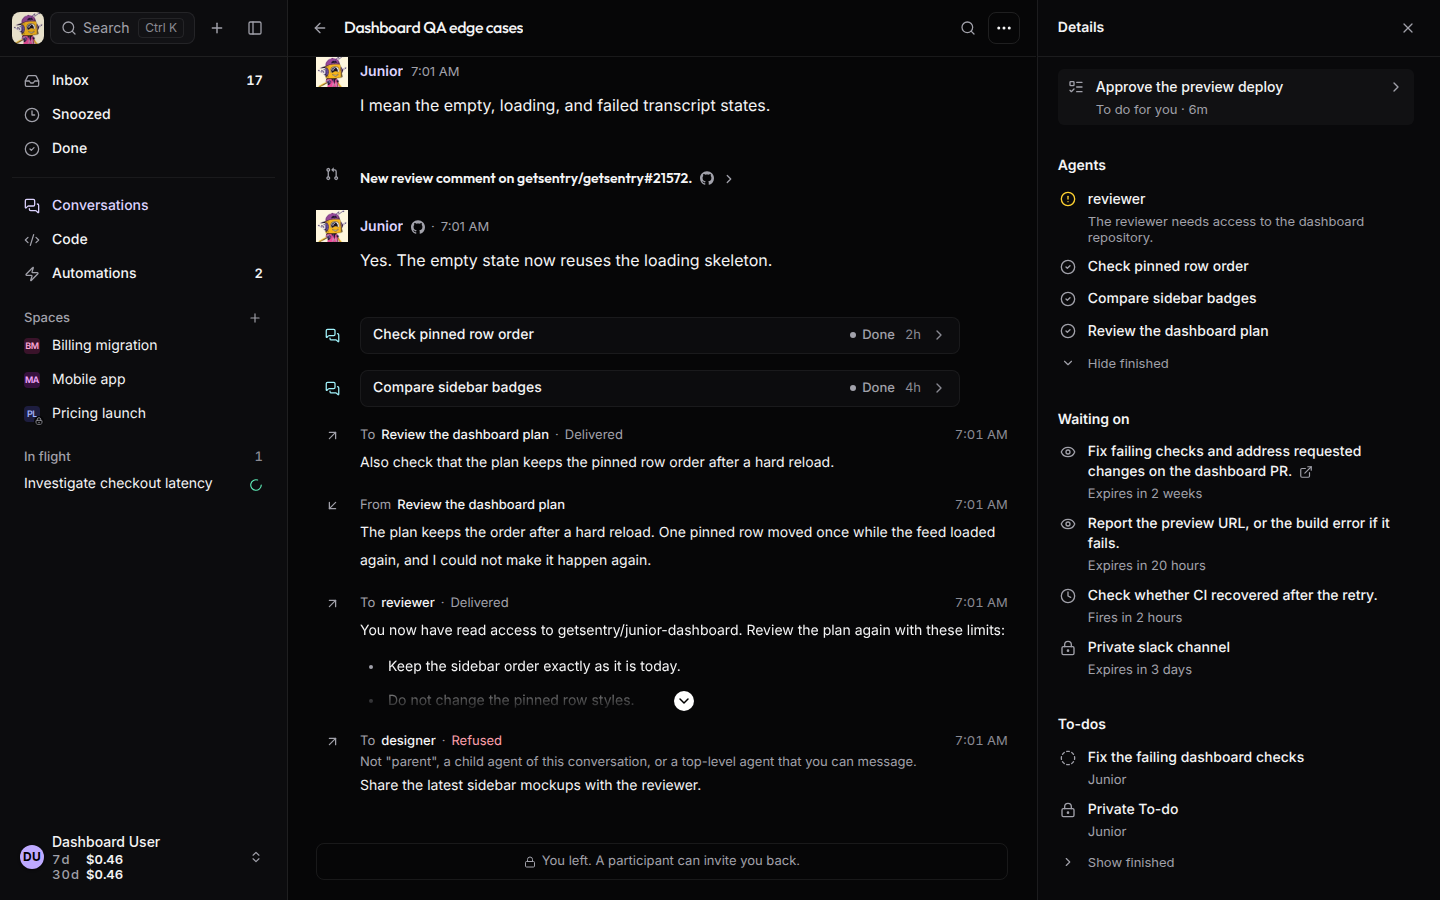 Search Ctrl K
Inbox 17
Snoozed
Done
Conversations
Code
Automations 2
Spaces
BM Billing migration
MA Mobile app
PL Pricing launch
In flight 1
Investigate checkout latency
DU Dashboard User
7d $0.46
30d $0.46
Dashboard QA edge cases
Junior 7:01 AM
I mean the empty, loading, and failed transcript states.
New review comment on getsentry/getsentry#21572.
Junior · 7:01 AM
Yes. The empty state now reuses the loading skeleton.
Check pinned row order Done 2h
Compare sidebar badges Done 4h
To Review the dashboard plan · Delivered 7:01 AM
Also check that the plan keeps the pinned row order after a hard reload.
From Review the dashboard plan 7:01 AM
The plan keeps the order after a hard reload. One pinned row moved once while the feed loaded
again, and I could not make it happen again.
To reviewer · Delivered 7:01 AM
You now have read access to getsentry/junior-dashboard. Review the plan again with these limits:
• Keep the sidebar order exactly as it is today.
• Do not change the pinned row styles.
To designer · Refused 7:01 AM
Not "parent", a child agent of this conversation, or a top-level agent that you can message.
Share the latest sidebar mockups with the reviewer.
You left. A participant can invite you back.
Details
Approve the preview deploy
To do for you · 6m
Agents
reviewer
The reviewer needs access to the dashboard
repository.
Check pinned row order
Compare sidebar badges
Review the dashboard plan
Hide finished
Waiting on
Fix failing checks and address requested
changes on the dashboard PR.
Expires in 2 weeks
Report the preview URL, or the build error if it
fails.
Expires in 20 hours
Check whether CI recovered after the retry.
Fires in 2 hours
Private slack channel
Expires in 3 days
To-dos
Fix the failing dashboard checks
Junior
Private To-do
Junior
Show finished